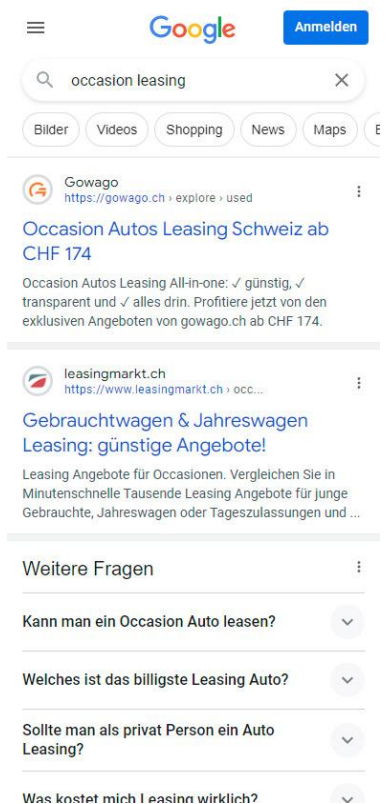 Google
Anmelden
occasion leasing
Bilder
Videos
Shopping
News
Maps
Gowago
https://gowago.ch › explore › used
Occasion Autos Leasing Schweiz ab
CHF 174
Occasion Autos Leasing All-in-one: ✓ günstig, ✓
transparent und ✓ alles drin. Profitiere jetzt von den
exklusiven Angeboten von gowago.ch ab CHF 174.
leasingmarkt.ch
https://www.leasingmarkt.ch › occ...
Gebrauchtwagen & Jahreswagen
Leasing: günstige Angebote!
Leasing Angebote für Occasionen. Vergleichen Sie in
Minutenschnelle Tausende Leasing Angebote für junge
Gebrauchte, Jahreswagen oder Tageszulassungen und ...
Weitere Fragen
Kann man ein Occasion Auto leasen?
Welches ist das billigste Leasing Auto?
Sollte man als privat Person ein Auto
Leasing?
Was kostet mich Leasing wirklich?